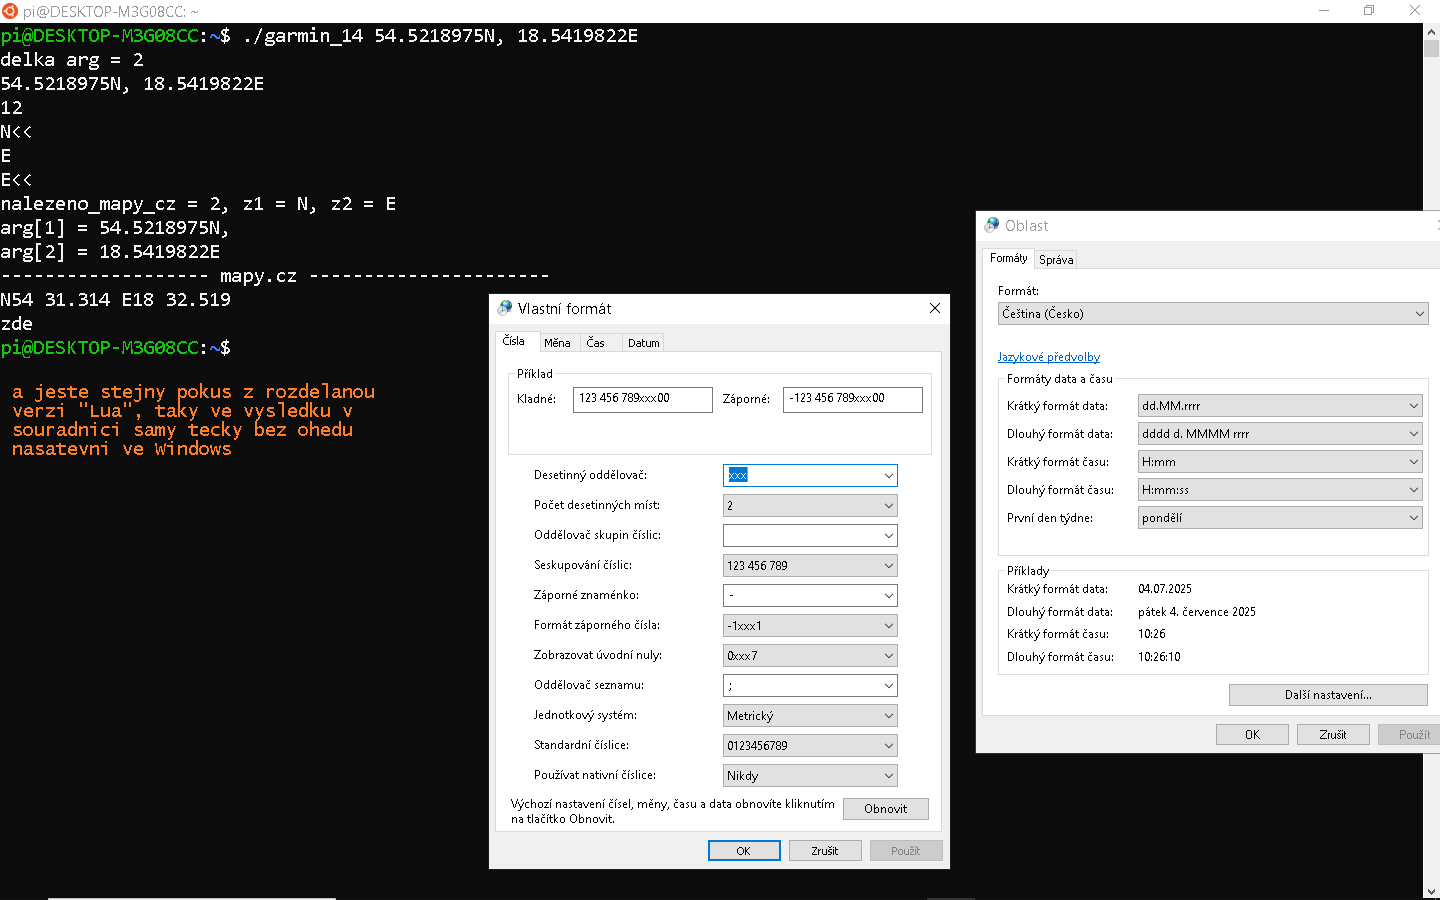 pi@DESKTOP-M3G08CC: ~
pi@DESKTOP-M3G08CC:~$ ./garmin_14 54.5218975N, 18.5419822E
delka arg = 2
54.5218975N, 18.5419822E
12
N<<
E
E<<
nalezeno_mapy_cz = 2, z1 = N, z2 = E
arg[1] = 54.5218975N,
arg[2] = 18.5419822E
------------------- mapy.cz ----------------------
N54 31.314 E18 32.519
zde
pi@DESKTOP-M3G08CC:~$
a jeste stejny pokus z rozdelanou
verzi "Lua", taky ve vysledku v
souradnici samy tecky bez ohedu
nasatevni ve Windows
Vlastní formát
Čísla Měna Čas Datum
Příklad
Kladné: 123 456 789xxx00 Záporné: -123 456 789xxx00
Desetinný oddělovač: xxx
Počet desetinných míst: 2
Oddělovač skupin číslic:
Seskupování číslic: 123 456 789
Záporné znaménko: -
Formát záporného čísla: -1xxx1
Zobrazovat úvodní nuly: 0xxx7
Oddělovač seznamu: ;
Jednotkový systém: Metrický
Standardní číslice: 0123456789
Používat nativní číslice: Nikdy
Výchozí nastavení čísel, měny, času a data obnovíte kliknutím
na tlačítko Obnovit.
Obnovit
OK Zrušit Použít
Oblast
Formáty Správa
Formát:
Čeština (Česko)
Jazykové předvolby
Formáty data a času
Krátký formát data: dd.MM.rrrr
Dlouhý formát data: dddd d. MMMM rrrr
Krátký formát času: H:mm
Dlouhý formát času: H:mm:ss
První den týdne: pondělí
Příklady
Krátký formát data: 04.07.2025
Dlouhý formát data: pátek 4. července 2025
Krátký formát času: 10:26
Dlouhý formát času: 10:26:10
Další nastavení...
OK Zrušit Použít